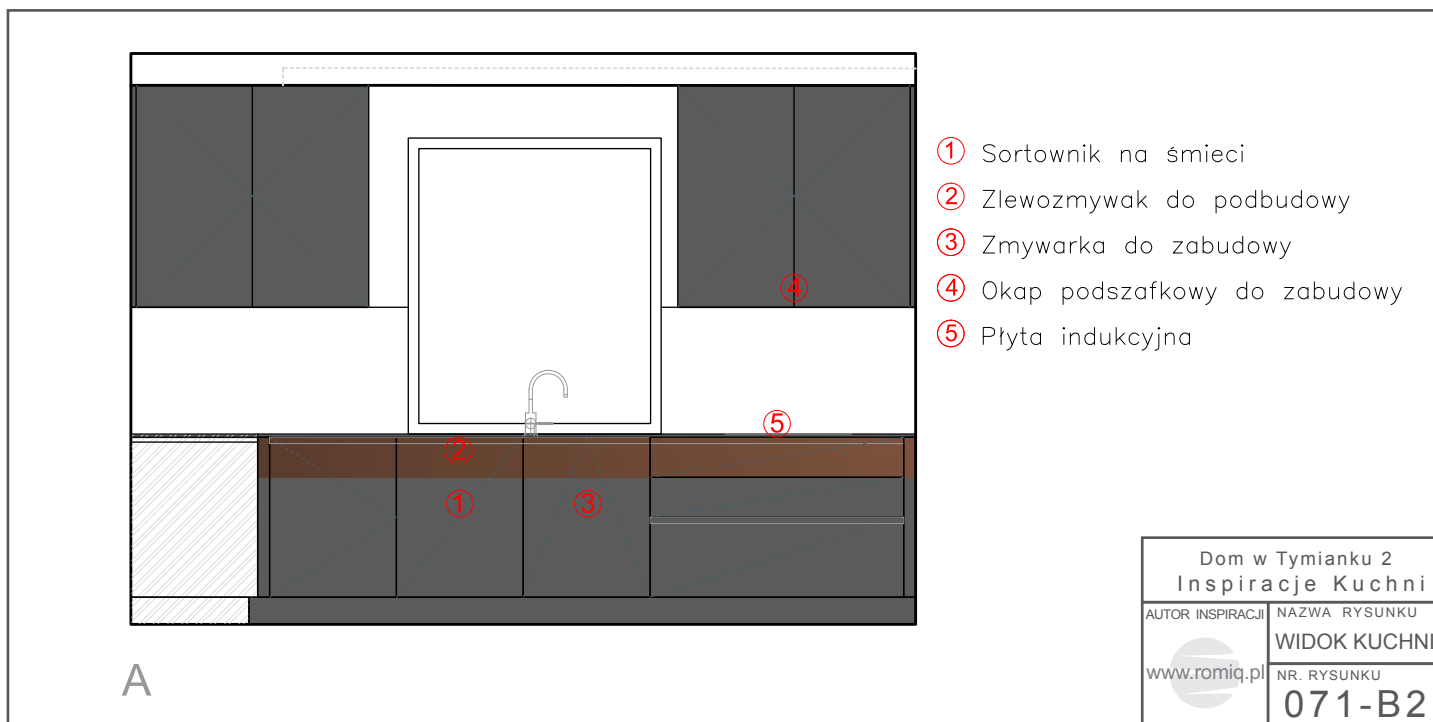 ① Sortownik na śmieci
② Zlewozmywak do podbudowy
③ Zmywarka do zabudowy
④ Okap podszafkowy do zabudowy
⑤ Płyta indukcyjna
4
5
2
1
3
A
Dom w Tymianku 2
Inspiracje Kuchni
AUTOR INSPIRACJI
www.romiq.pl
NAZWA RYSUNKU
WIDOK KUCHNI
NR. RYSUNKU
071-B2